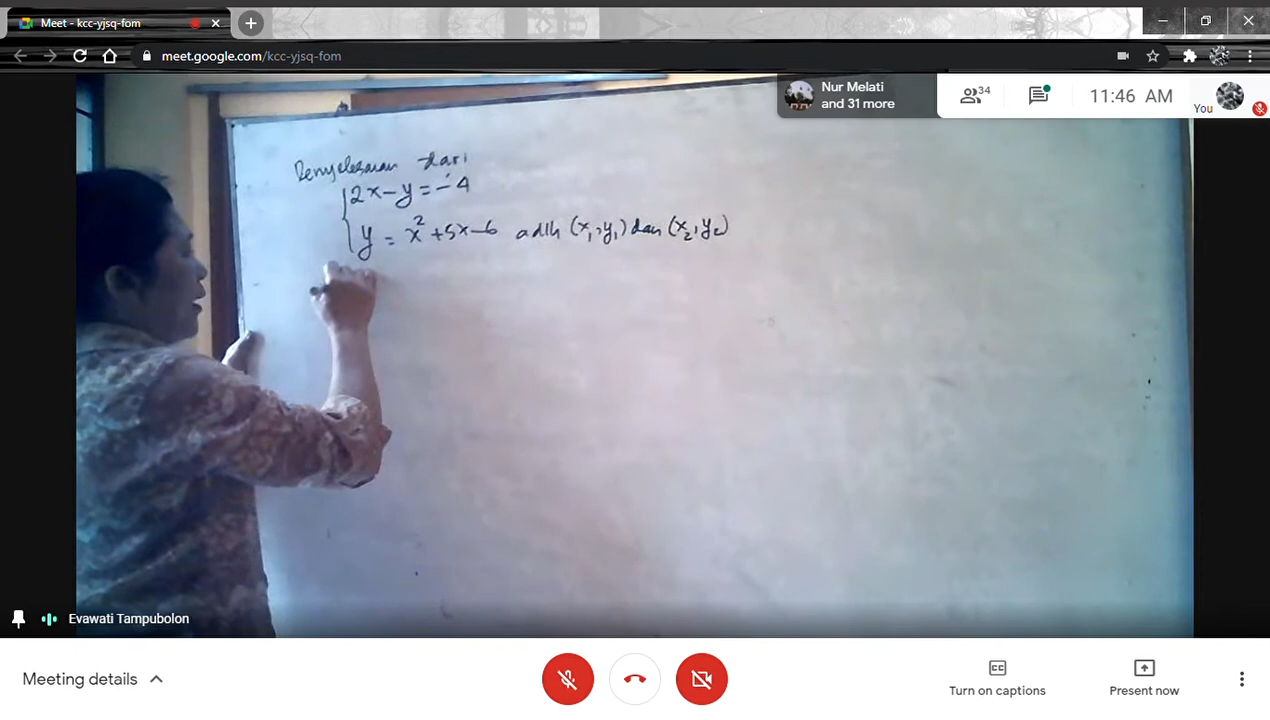 Meet - kcc-yjsq-fom
meet.google.com/kcc-yjsq-fom
Nur Melati
and 31 more
34
11:46 AM
You
Penyelesaian dari
2x - y = -4
y = x² + 5x - 6 adlh (x₁, y₁) dan (x₂, y₂)
Evawati Tampubolon
Meeting details
CC
Turn on captions
Present now